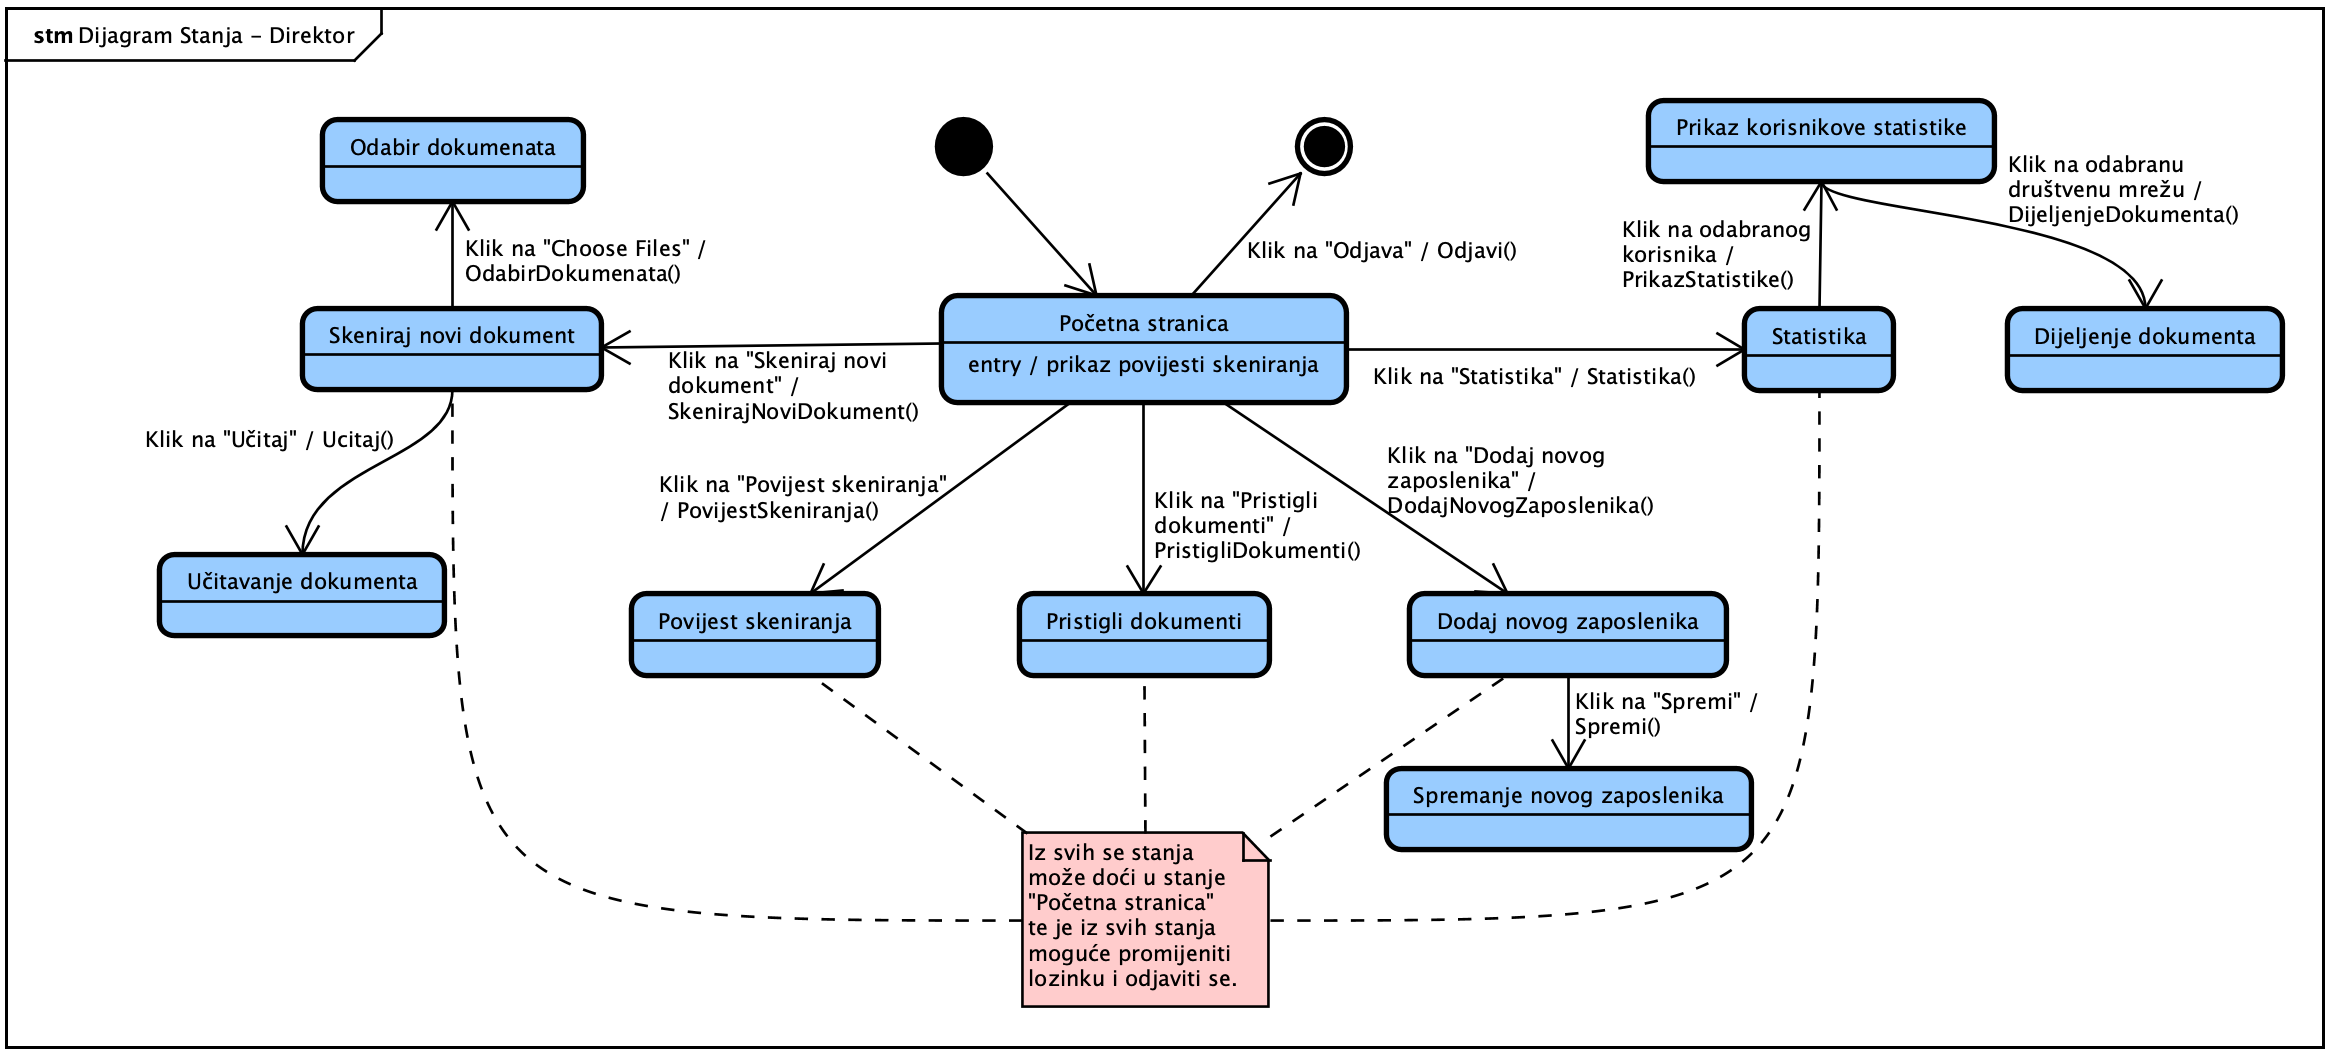 stm Dijagram Stanja - Direktor
Odabir dokumenata
Prikaz korisnikove statistike
Klik na odabranu
društvenu mrežu /
DijeljenjeDokumenta()
Klik na "Choose Files" /
OdabirDokumenata()
Klik na "Odjava" / Odjavi()
Klik na odabranog
korisnika /
PrikazStatistike()
Skeniraj novi dokument
Početna stranica
entry / prikaz povijesti skeniranja
Statistika
Dijeljenje dokumenta
Klik na "Skeniraj novi
dokument" /
SkenirajNoviDokument()
Klik na "Statistika" / Statistika()
Klik na "Učitaj" / Ucitaj()
Klik na "Povijest skeniranja"
/ PovijestSkeniranja()
Klik na "Pristigli
dokumenti" /
PristigliDokumenti()
Klik na "Dodaj novog
zaposlenika" /
DodajNovogZaposlenika()
Učitavanje dokumenta
Povijest skeniranja
Pristigli dokumenti
Dodaj novog zaposlenika
Klik na "Spremi" /
Spremi()
Spremanje novog zaposlenika
Iz svih se stanja
može doći u stanje
"Početna stranica"
te je iz svih stanja
moguće promijeniti
lozinku i odjaviti se.